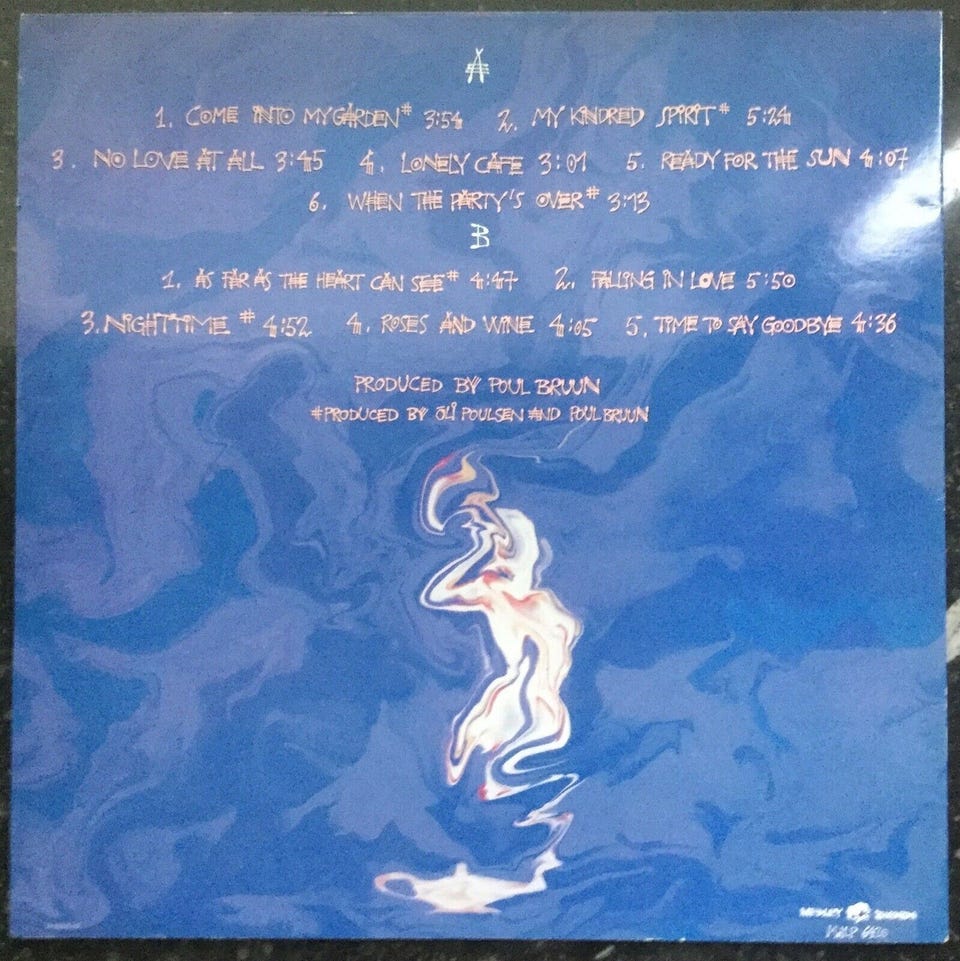 A
1. COME INTO MY GARDEN# 3:54 2. MY KINDRED SPIRIT# 5:24
3. NO LOVE AT ALL 3:45 4. LONELY CAFE 3:01 5. READY FOR THE SUN 4:07
6. WHEN THE PARTY'S OVER# 3:13
B
1. AS FAR AS THE HEART CAN SEE# 4:47 2. FALLING IN LOVE 5:50
3. NIGHTTIME # 4:52 4. ROSES AND WINE 4:05 5. TIME TO SAY GOODBYE 4:36
PRODUCED BY POUL BRUUN
#PRODUCED BY OLI POULSEN AND POUL BRUUN
MEDLEY